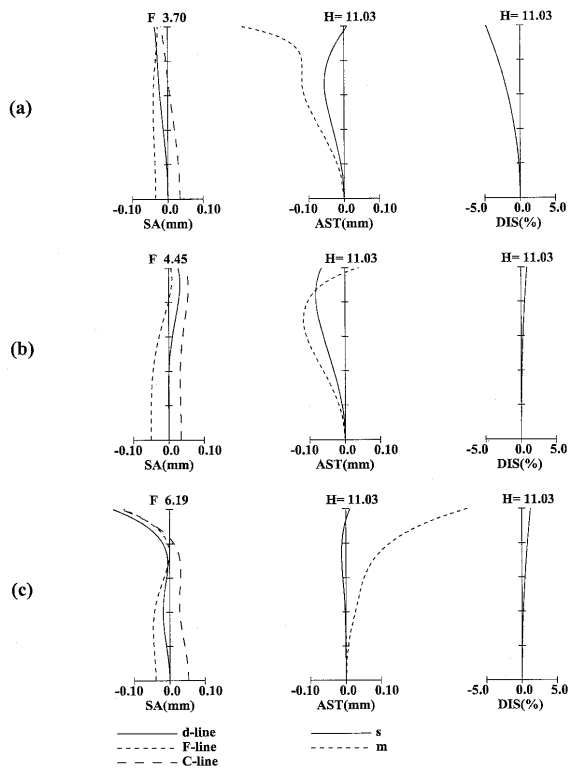 F 3.70 H= 11.03 H= 11.03
(a)
-0.10 0.0 0.10 -0.10 0.0 0.10 -5.0 0.0 5.0
SA(mm) AST(mm) DIS(%)
F 4.45 H= 11.03 H= 11.03
(b)
-0.10 0.0 0.10 -0.10 0.0 0.10 -5.0 0.0 5.0
SA(mm) AST(mm) DIS(%)
F 6.19 H= 11.03 H= 11.03
(c)
-0.10 0.0 0.10 -0.10 0.0 0.10 -5.0 0.0 5.0
SA(mm) AST(mm) DIS(%)
d-line s
F-line m
C-line